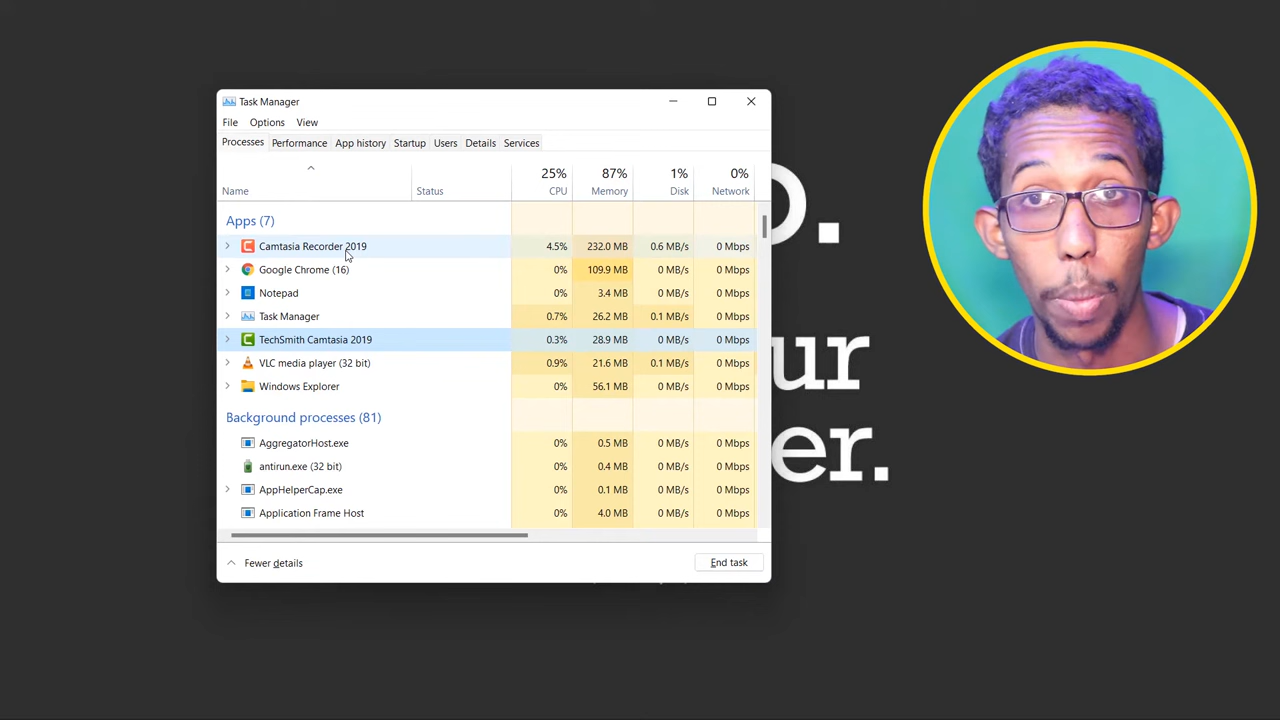 Task Manager
File Options View
Processes Performance App history Startup Users Details Services
25% 87% 1% 0%
Name Status CPU Memory Disk Network
Apps (7)
Camtasia Recorder 2019 4.5% 232.0 MB 0.6 MB/s 0 Mbps
Google Chrome (16) 0% 109.9 MB 0 MB/s 0 Mbps
Notepad 0% 3.4 MB 0 MB/s 0 Mbps
Task Manager 0.7% 26.2 MB 0.1 MB/s 0 Mbps
TechSmith Camtasia 2019 0.3% 28.9 MB 0 MB/s 0 Mbps
VLC media player (32 bit) 0.9% 21.6 MB 0.1 MB/s 0 Mbps
Windows Explorer 0% 56.1 MB 0 MB/s 0 Mbps
Background processes (81)
AggregatorHost.exe 0% 0.5 MB 0 MB/s 0 Mbps
antirun.exe (32 bit) 0% 0.4 MB 0 MB/s 0 Mbps
AppHelperCap.exe 0% 0.1 MB 0 MB/s 0 Mbps
Application Frame Host 0% 4.0 MB 0 MB/s 0 Mbps
Fewer details End task